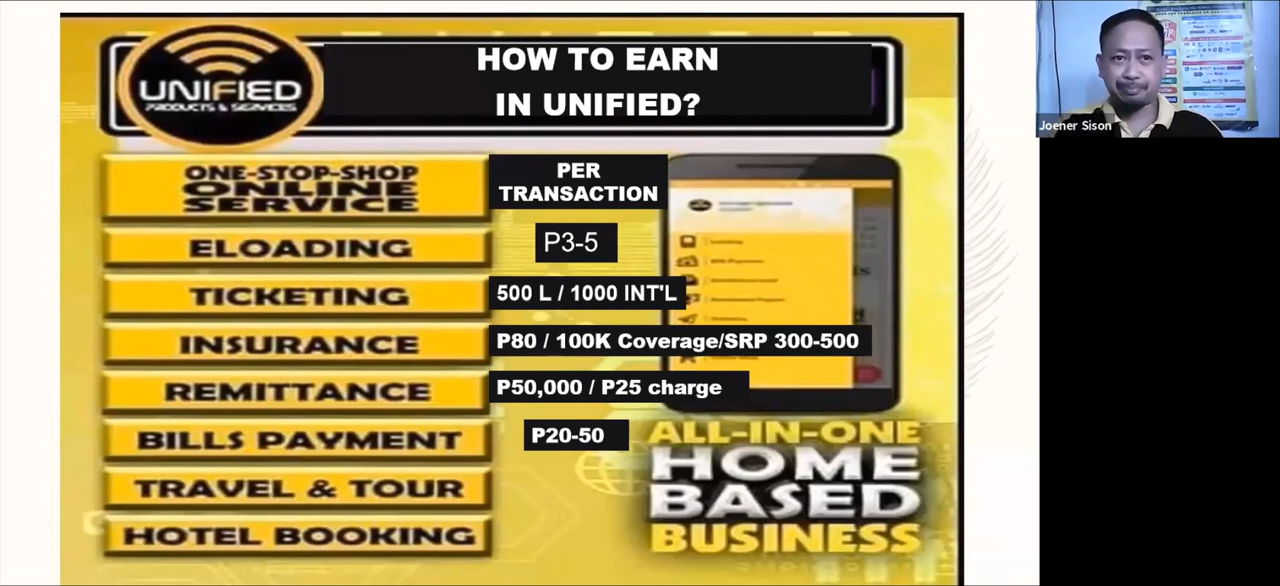 UNIFIED
PRODUCTS & SERVICES
HOW TO EARN
IN UNIFIED?
ONE-STOP-SHOP
ONLINE
SERVICE
PER
TRANSACTION
ELOADING
P3-5
TICKETING
500 L / 1000 INT'L
INSURANCE
P80 / 100K Coverage/SRP 300-500
REMITTANCE
P50,000 / P25 charge
BILLS PAYMENT
P20-50
TRAVEL & TOUR
HOTEL BOOKING
ALL-IN-ONE
HOME
BASED
BUSINESS
Joener Sison